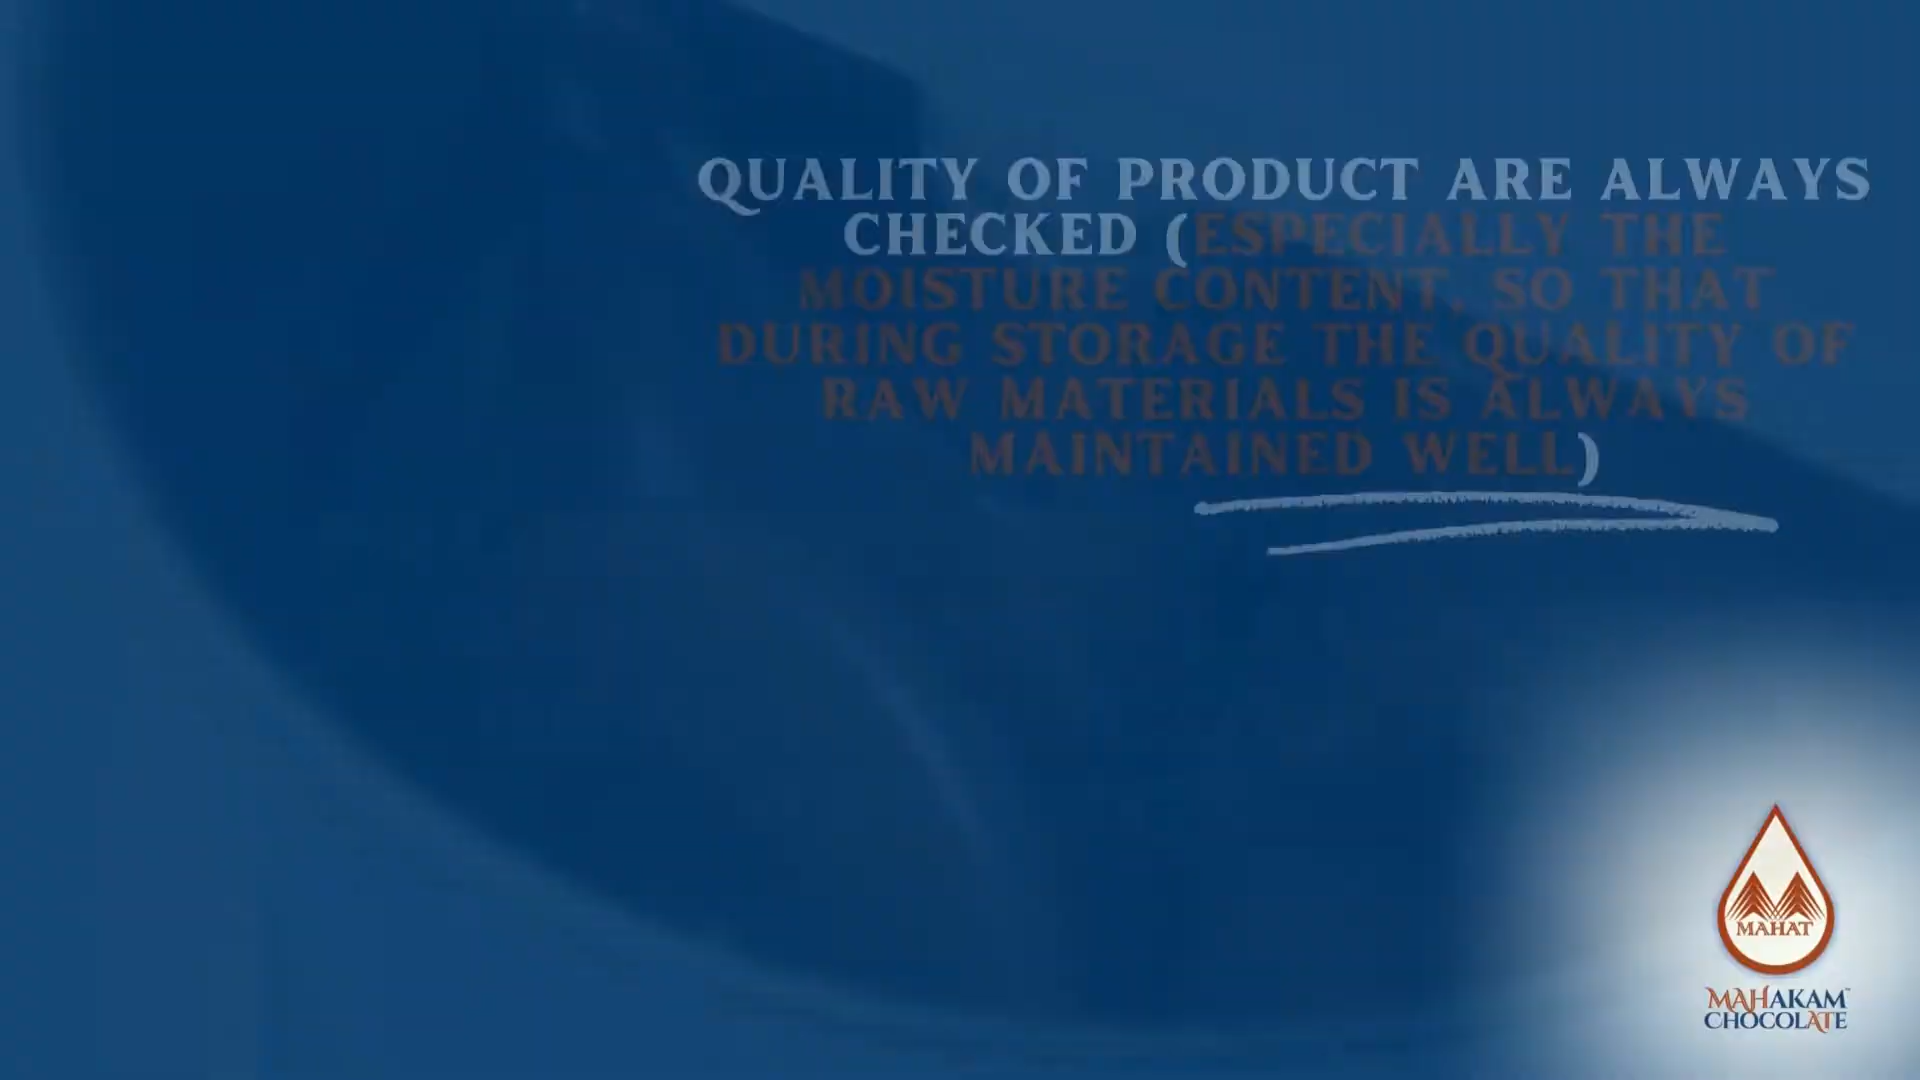 QUALITY OF PRODUCT ARE ALWAYS
CHECKED (ESPECIALLY THE
MOISTURE CONTENT, SO THAT
DURING STORAGE THE QUALITY OF
RAW MATERIALS IS ALWAYS
MAINTAINED WELL)
MAHAT
MAHAKAM™
CHOCOLATE